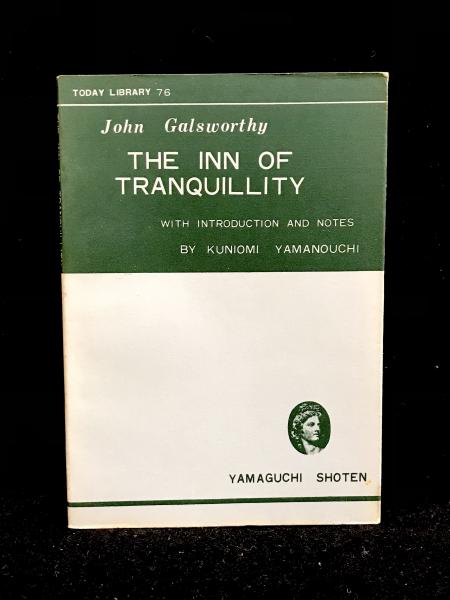 TODAY LIBRARY 76
John Galsworthy
THE INN OF
TRANQUILLITY
WITH INTRODUCTION AND NOTES
BY KUNIOMI YAMANOUCHI
YAMAGUCHI SHOTEN